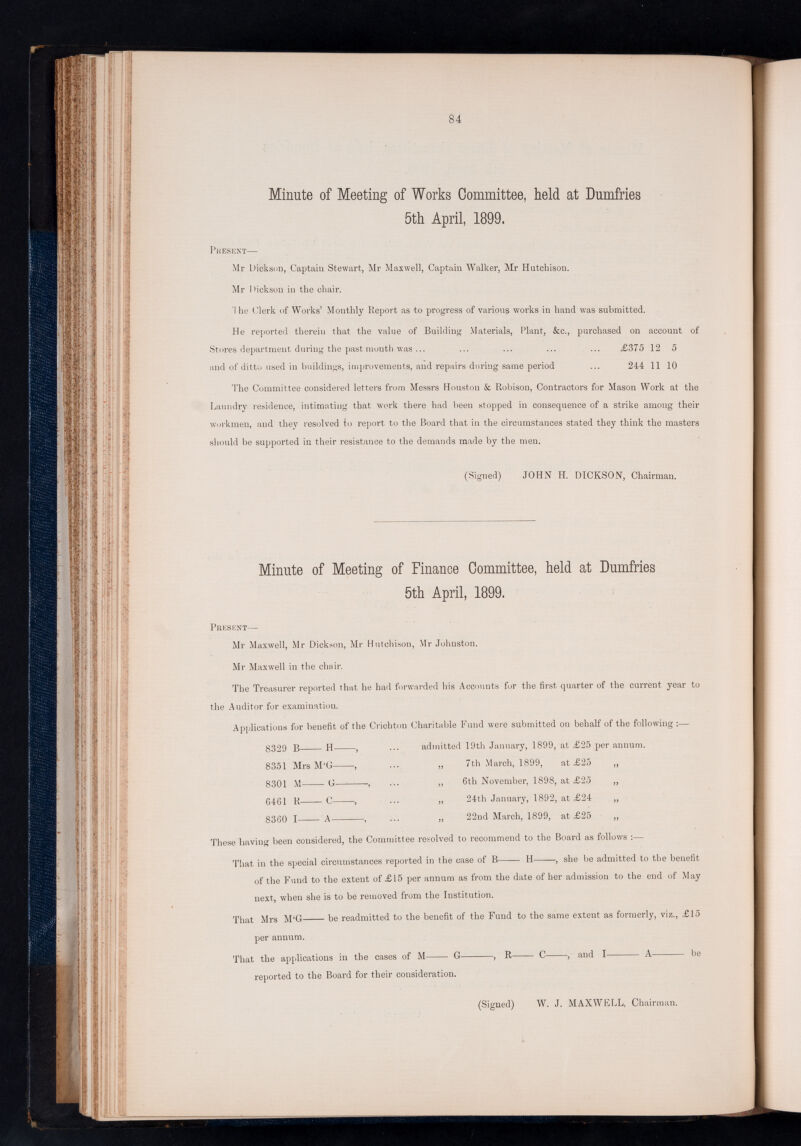 84
Minute of Meeting of Works Committee, held at Dumfries
5th April, 1899.
PRESENT—
Mr Dickson, Captain Stewart, Mr Maxwell, Captain Walker, Mr Hutchison.
Mr Dickson in the chair.
The Clerk of Works' Monthly Report as to progress of various works in hand was submitted.
He reported therein that the value of Building Materials, Plant, &c., purchased on account of
Stores department during the past month was ... ... ... ... ... £375 12 5
and of ditto used in buildings, improvements, and repairs during same period ... 244 11 10
The Committee considered letters from Messrs Houston & Robison, Contractors for Mason Work at the
Laundry residence, intimating that work there had been stopped in consequence of a strike among their
workmen, and they resolved to report to the Board that in the circumstances stated they think the masters
should be supported in their resistance to the demands made by the men.
(Signed) JOHN H. DICKSON, Chairman.
Minute of Meeting of Finance Committee, held at Dumfries
5th April, 1899.
PRESENT—
Mr Maxwell, Mr Dickson, Mr Hutchison, Mr Johnston.
Mr Maxwell in the chair.
The Treasurer reported that he had forwarded his Accounts for the first quarter of the current year to
the Auditor for examination.
Applications for benefit of the Crichton Charitable Fund were submitted on behalf of the following :—
8329 B—— H——, ... admitted 19th January, 1899, at £25 per annum.
8351 Mrs M'G——, ... „ 7th March, 1899, at £25 „
8301 M—— G———, ... „ 6th November, 1898, at £25 „
6461 R—— C——, ... „ 24th January, 1892, at £24 „
8360 I—— A———, ... „ 22nd March, 1899, at £25 „
These having been considered, the Committee resolved to recommend to the Board as follows :—
That in the special circumstances reported in the case of B—— H——, she be admitted to the benefit
of the Fund to the extent of £15 per annum as from the date of her admission to the end of May
next, when she is to be removed from the Institution.
That Mrs M'G—— be readmitted to the benefit of the Fund to the same extent as formerly, viz., £15
per annum.
That the applications in the cases of M—— G———, R—— C——, and I——— A——— be
reported to the Board for their consideration.
(Signed) W. J. MAXWELL, Chairman.